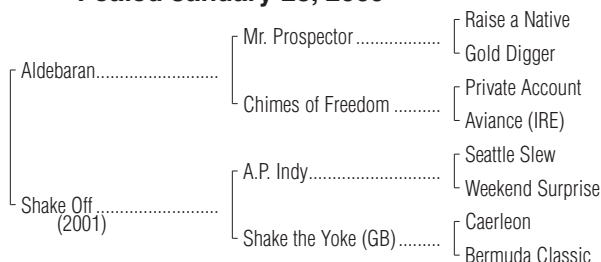 Foaled January
Raise a Native
Mr. Prospector ..................
Gold Digger
Aldebaran..........................
Private Account
Chimes of Freedom ..........
Aviance (IRE)
Seattle Slew
A.P. Indy............................
Weekend Surprise
Shake Off..........................
(2001)
Caerleon
Shake the Yoke (GB).........
Bermuda Classic